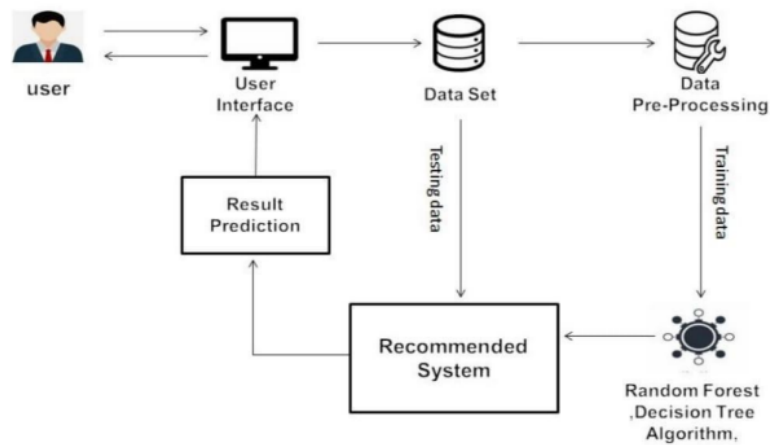 user
User
Interface
Data Set
Data
Pre-Processing
Testing data
Training data
Result
Prediction
Recommended
System
Random Forest
,Decision Tree
Algorithm,